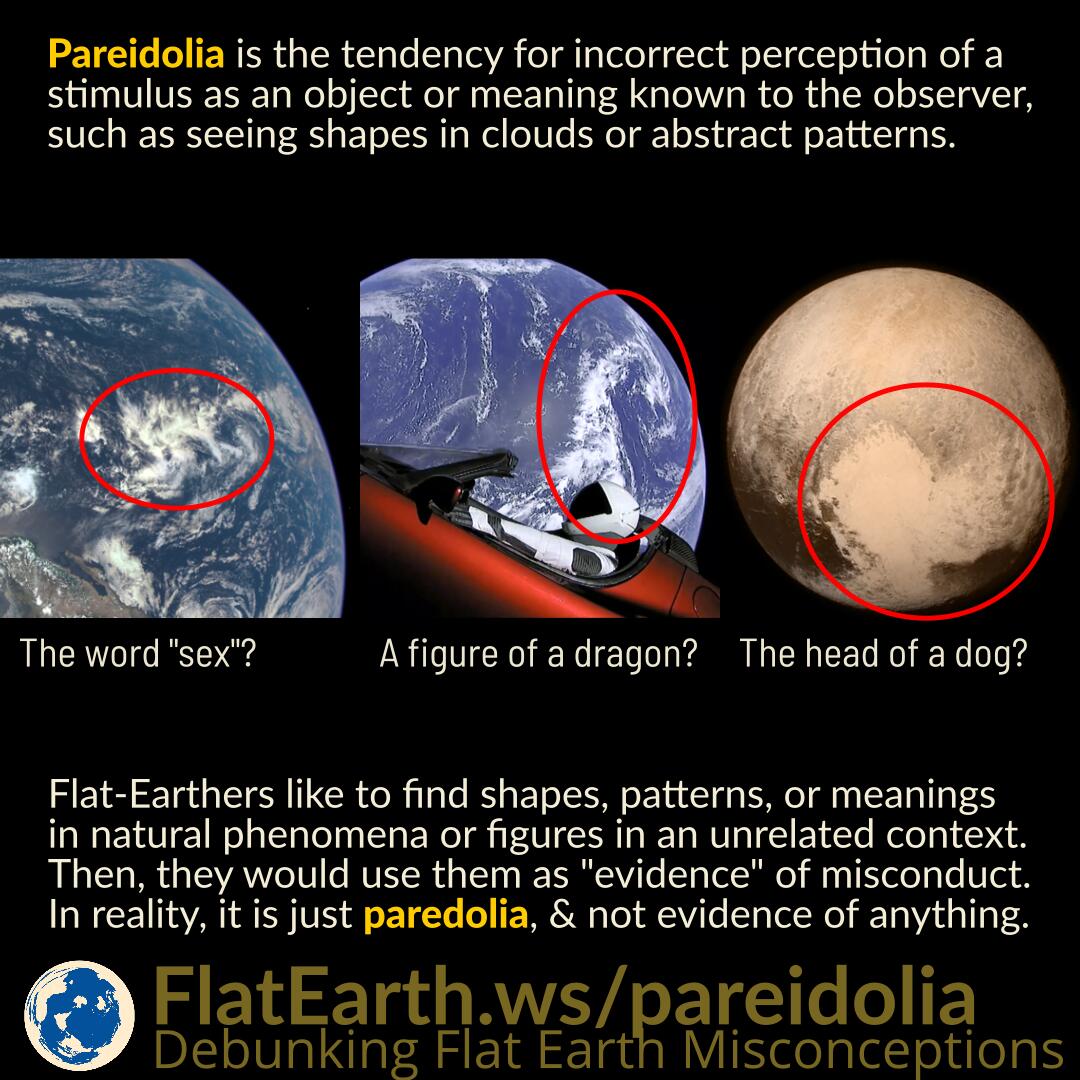 Pareidolia is the tendency for incorrect perception of a
stimulus as an object or meaning known to the observer,
such as seeing shapes in clouds or abstract patterns.
The word "sex"?
A figure of a dragon?
The head of a dog?
Flat-Earthers like to find shapes, patterns, or meanings
in natural phenomena or figures in an unrelated context.
Then, they would use them as "evidence" of misconduct.
In reality, it is just paredolia, & not evidence of anything.
FlatEarth.ws/pareidolia
Debunking Flat Earth Misconceptions